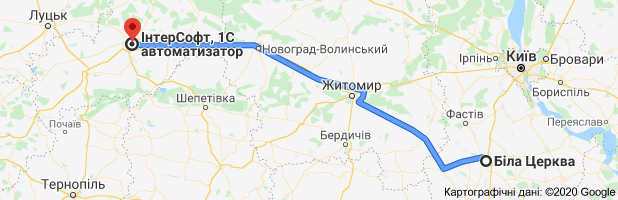 Луцьк
ІнтерСофт, 1С
автоматизатор
Новоград-Волинський
Київ
Ірпінь
Бровари
Бориспіль
Житомир
Шепетівка
Фастів
Переяслав
Почаїв
Бердичів
Біла Церква
Тернопіль
Картографічні дані: ©2020 Google